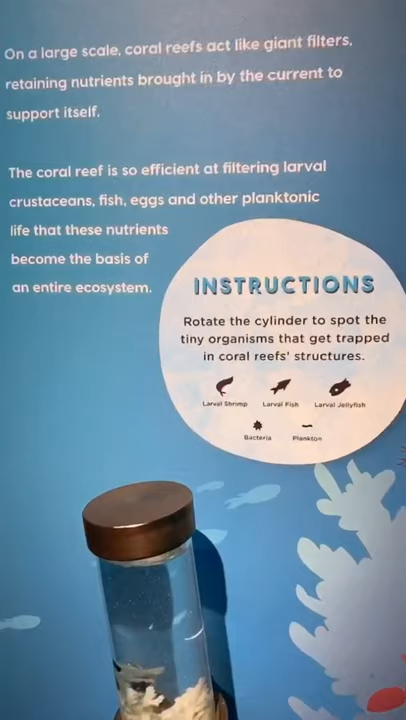 On a large scale, coral reefs act like giant filters,
retaining nutrients brought in by the current to
support itself.
The coral reef is so efficient at filtering larval
crustaceans, fish, eggs and other planktonic
life that these nutrients
become the basis of
an entire ecosystem.
INSTRUCTIONS
Rotate the cylinder to spot the
tiny organisms that get trapped
in coral reefs' structures.
Larval Shrimp Larval Fish Larval Jellyfish
Bacteria Plankton